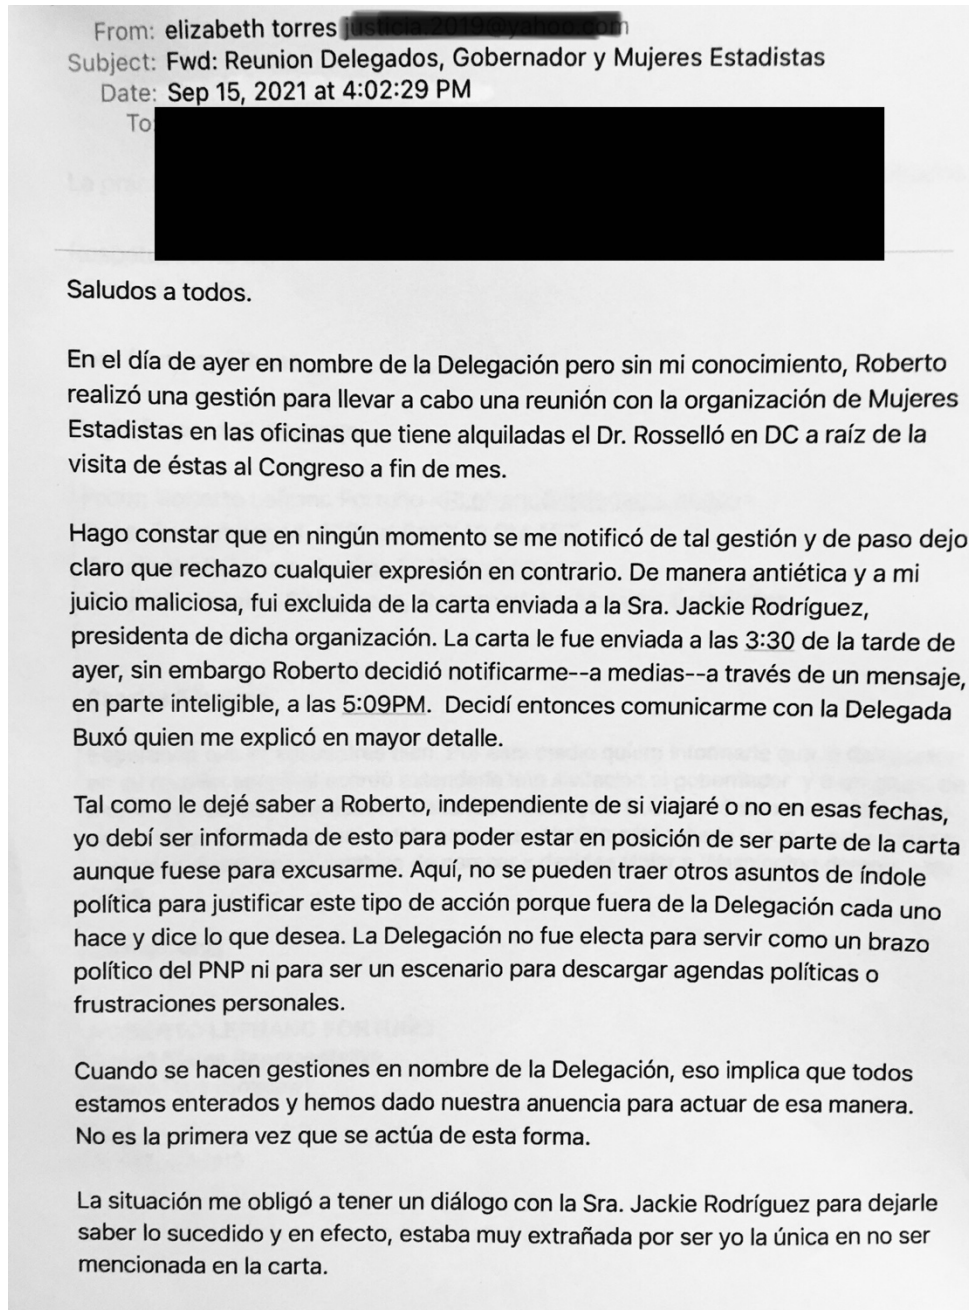 From: elizabeth torres justicia.2019@yahoo.com
Subject: Fwd: Reunion Delegados, Gobernador y Mujeres Estadistas
Date: Sep 15, 2021 at 4:02:29 PM
To:
Saludos a todos.
En el día de ayer en nombre de la Delegación pero sin mi conocimiento, Roberto
realizó una gestión para llevar a cabo una reunión con la organización de Mujeres
Estadistas en las oficinas que tiene alquiladas el Dr. Rosselló en DC a raíz de la
visita de éstas al Congreso a fin de mes.
Hago constar que en ningún momento se me notificó de tal gestión y de paso dejo
claro que rechazo cualquier expresión en contrario. De manera antiética y a mi
juicio maliciosa, fui excluida de la carta enviada a la Sra. Jackie Rodríguez,
presidenta de dicha organización. La carta le fue enviada a las 3:30 de la tarde de
ayer, sin embargo Roberto decidió notificarme--a medias--a través de un mensaje,
en parte inteligible, a las 5:09PM. Decidí entonces comunicarme con la Delegada
Buxó quien me explicó en mayor detalle.
Tal como le dejé saber a Roberto, independiente de si viajaré o no en esas fechas,
yo debí ser informada de esto para poder estar en posición de ser parte de la carta
aunque fuese para excusarme. Aquí, no se pueden traer otros asuntos de índole
política para justificar este tipo de acción porque fuera de la Delegación cada uno
hace y dice lo que desea. La Delegación no fue electa para servir como un brazo
político del PNP ni para ser un escenario para descargar agendas políticas o
frustraciones personales.
Cuando se hacen gestiones en nombre de la Delegación, eso implica que todos
estamos enterados y hemos dado nuestra anuencia para actuar de esa manera.
No es la primera vez que se actúa de esta forma.
La situación me obligó a tener un diálogo con la Sra. Jackie Rodríguez para dejarle
saber lo sucedido y en efecto, estaba muy extrañada por ser yo la única en no ser
mencionada en la carta.